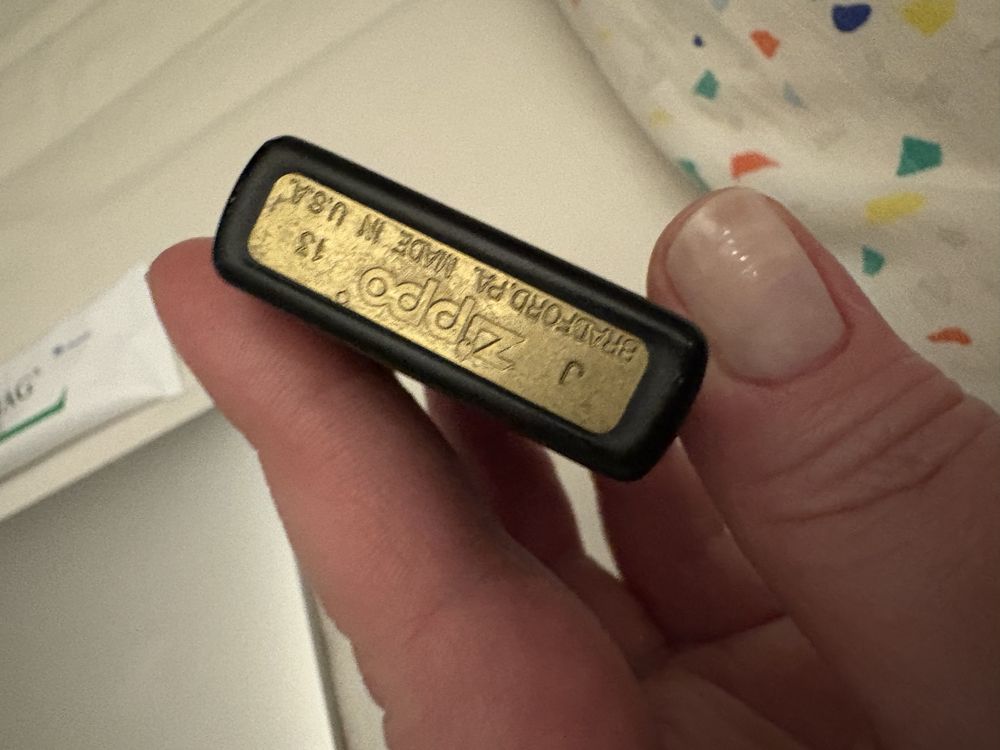 J zippo® 13
BRADFORD,PA. MADE IN U.S.A.